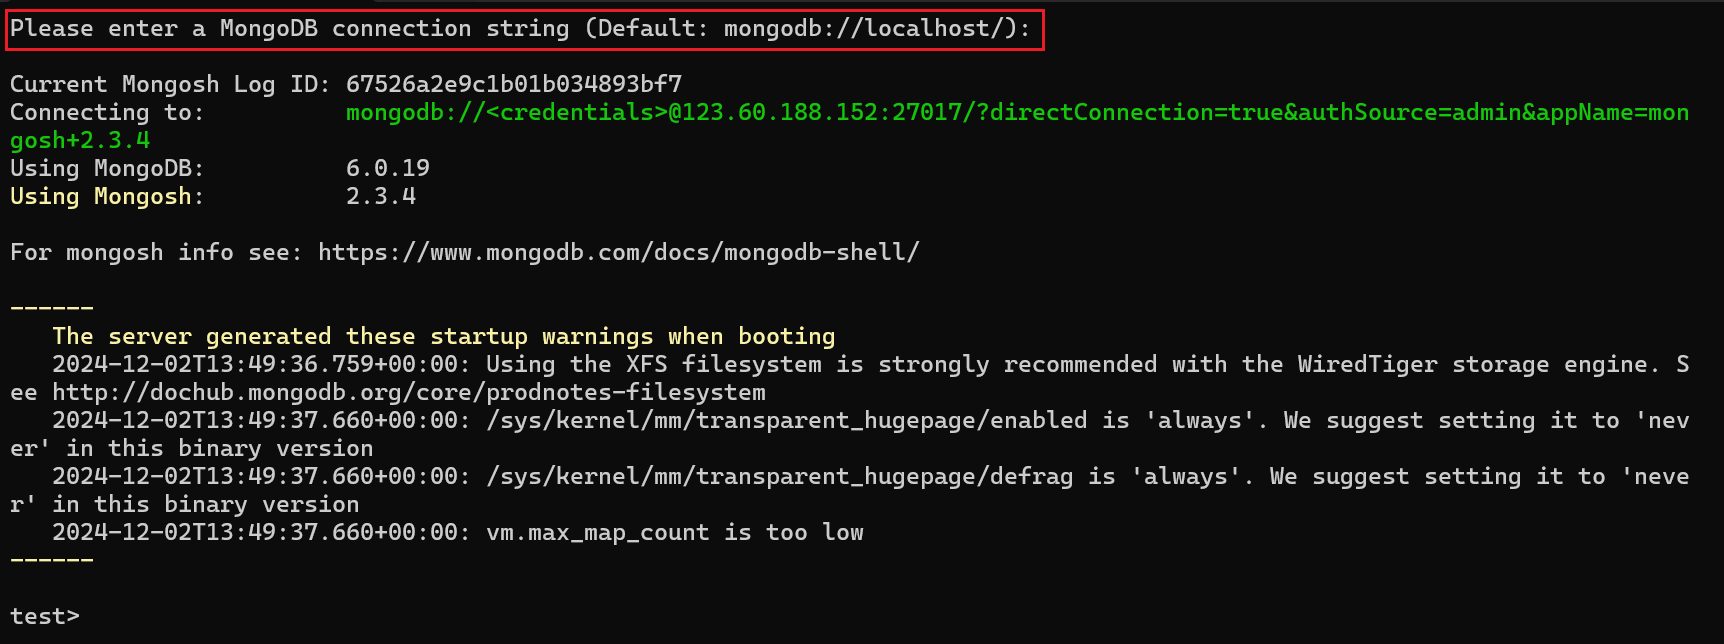 Please enter a MongoDB connection string (Default: mongodb://localhost/):
Current Mongosh Log ID: 67526a2e9c1b01b034893bf7
Connecting to:          mongodb://<credentials>@123.60.188.152:27017/?directConnection=true&authSource=admin&appName=mon
gosh+2.3.4
Using MongoDB:          6.0.19
Using Mongosh:          2.3.4
For mongosh info see: https://www.mongodb.com/docs/mongodb-shell/
------
   The server generated these startup warnings when booting
   2024-12-02T13:49:36.759+00:00: Using the XFS filesystem is strongly recommended with the WiredTiger storage engine. S
ee http://dochub.mongodb.org/core/prodnotes-filesystem
   2024-12-02T13:49:37.660+00:00: /sys/kernel/mm/transparent_hugepage/enabled is 'always'. We suggest setting it to 'nev
er' in this binary version
   2024-12-02T13:49:37.660+00:00: /sys/kernel/mm/transparent_hugepage/defrag is 'always'. We suggest setting it to 'neve
r' in this binary version
   2024-12-02T13:49:37.660+00:00: vm.max_map_count is too low
------
test>